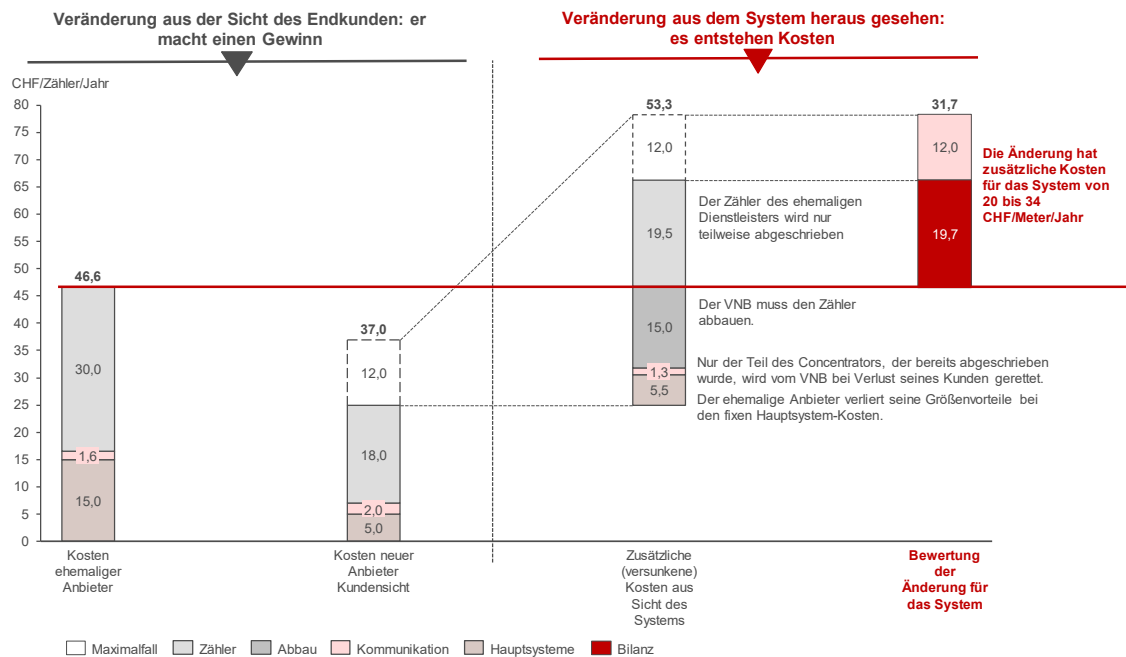 Veränderung aus der Sicht des Endkunden: er
macht einen Gewinn
Veränderung aus dem System heraus gesehen:
es entstehen Kosten
CHF/Zähler/Jahr
80
75
70
65
60
55
50
45
40
35
30
25
20
15
10
5
0
46,6
30,0
1,6
15,0
37,0
12,0
18,0
2,0
5,0
53,3
12,0
19,5
15,0
1,3
5,5
Der Zähler des ehemaligen
Dienstleisters wird nur
teilweise abgeschrieben
Der VNB muss den Zähler
abbauen.
Nur der Teil des Concentrators, der bereits abgeschrieben
wurde, wird vom VNB bei Verlust seines Kunden gerettet.
Der ehemalige Anbieter verliert seine Größenvorteile bei
den fixen Hauptsystem-Kosten.
31,7
12,0
19,7
Die Änderung hat
zusätzliche Kosten
für das System von
20 bis 34
CHF/Meter/Jahr
Kosten
ehemaliger
Anbieter
Kosten neuer
Anbieter
Kundensicht
Zusätzliche
(versunkene)
Kosten aus
Sicht des
Systems
Bewertung
der
Änderung für
das System
Maximalfall
Zähler
Abbau
Kommunikation
Hauptsysteme
Bilanz